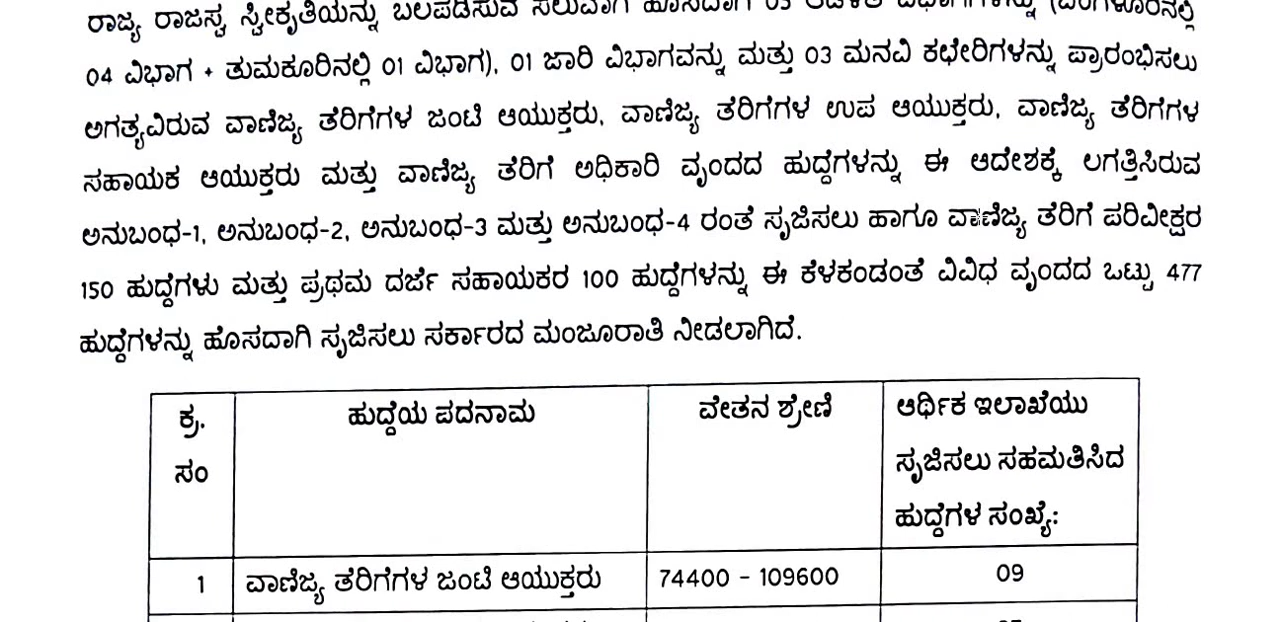 ರಾಜ್ಯ ರಾಜಸ್ವ ಸ್ವೀಕೃತಿಯನ್ನು ಬಲಪಡಿಸುವ ಸಲುವಾಗಿ ಹೊಸದಾಗಿ 05
04 ವಿಭಾಗ + ತುಮಕೂರಿನಲ್ಲಿ 01 ವಿಭಾಗ), 01 ಜಾರಿ ವಿಭಾಗವನ್ನು ಮತ್ತು 03 ಮನವಿ ಕಛೇರಿಗಳನ್ನು ಪ್ರಾರಂಭಿಸಲು
ಅಗತ್ಯವಿರುವ ವಾಣಿಜ್ಯ ತೆರಿಗೆಗಳ ಜಂಟಿ ಆಯುಕ್ತರು, ವಾಣಿಜ್ಯ ತೆರಿಗೆಗಳ ಉಪ ಆಯುಕ್ತರು, ವಾಣಿಜ್ಯ ತೆರಿಗೆಗಳ
ಸಹಾಯಕ ಆಯುಕ್ತರು ಮತ್ತು ವಾಣಿಜ್ಯ ತೆರಿಗೆ ಅಧಿಕಾರಿ ವೃಂದದ ಹುದ್ದೆಗಳನ್ನು ಈ ಆದೇಶಕ್ಕೆ ಲಗತ್ತಿಸಿರುವ
ಅನುಬಂಧ-1, ಅನುಬಂಧ-2, ಅನುಬಂಧ-3 ಮತ್ತು ಅನುಬಂಧ-4 ರಂತೆ ಸೃಜಿಸಲು ಹಾಗೂ ವಾಣಿಜ್ಯ ತೆರಿಗೆ ಪರಿವೀಕ್ಷರ
150 ಹುದ್ದೆಗಳು ಮತ್ತು ಪ್ರಥಮ ದರ್ಜೆ ಸಹಾಯಕರ 100 ಹುದ್ದೆಗಳನ್ನು ಈ ಕೆಳಕಂಡಂತೆ ವಿವಿಧ ವೃಂದದ ಒಟ್ಟು 477
ಹುದ್ದೆಗಳನ್ನು ಹೊಸದಾಗಿ ಸೃಜಿಸಲು ಸರ್ಕಾರದ ಮಂಜೂರಾತಿ ನೀಡಲಾಗಿದೆ.
ಕ್ರ. ಹುದ್ದೆಯ ಪದನಾಮ ವೇತನ ಶ್ರೇಣಿ ಆರ್ಥಿಕ ಇಲಾಖೆಯು
ಸಂ ಸೃಜಿಸಲು ಸಹಮತಿಸಿದ
ಹುದ್ದೆಗಳ ಸಂಖ್ಯೆ:
1 ವಾಣಿಜ್ಯ ತೆರಿಗೆಗಳ ಜಂಟಿ ಆಯುಕ್ತರು 74400 - 109600 09